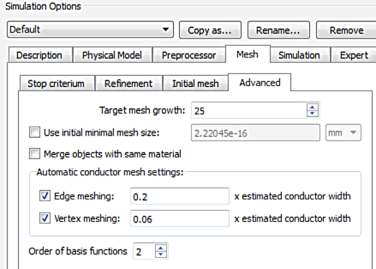 Simulation Options
Default Copy as... Rename... Remove
Description Physical Model Preprocessor Mesh Simulation Expert
Stop criterium Refinement Initial mesh Advanced
Target mesh growth: 25
Use initial minimal mesh size: 2.22045e-16 mm
Merge objects with same material
Automatic conductor mesh settings:
Edge meshing: 0.2 x estimated conductor width
Vertex meshing: 0.06 x estimated conductor width
Order of basis functions 2